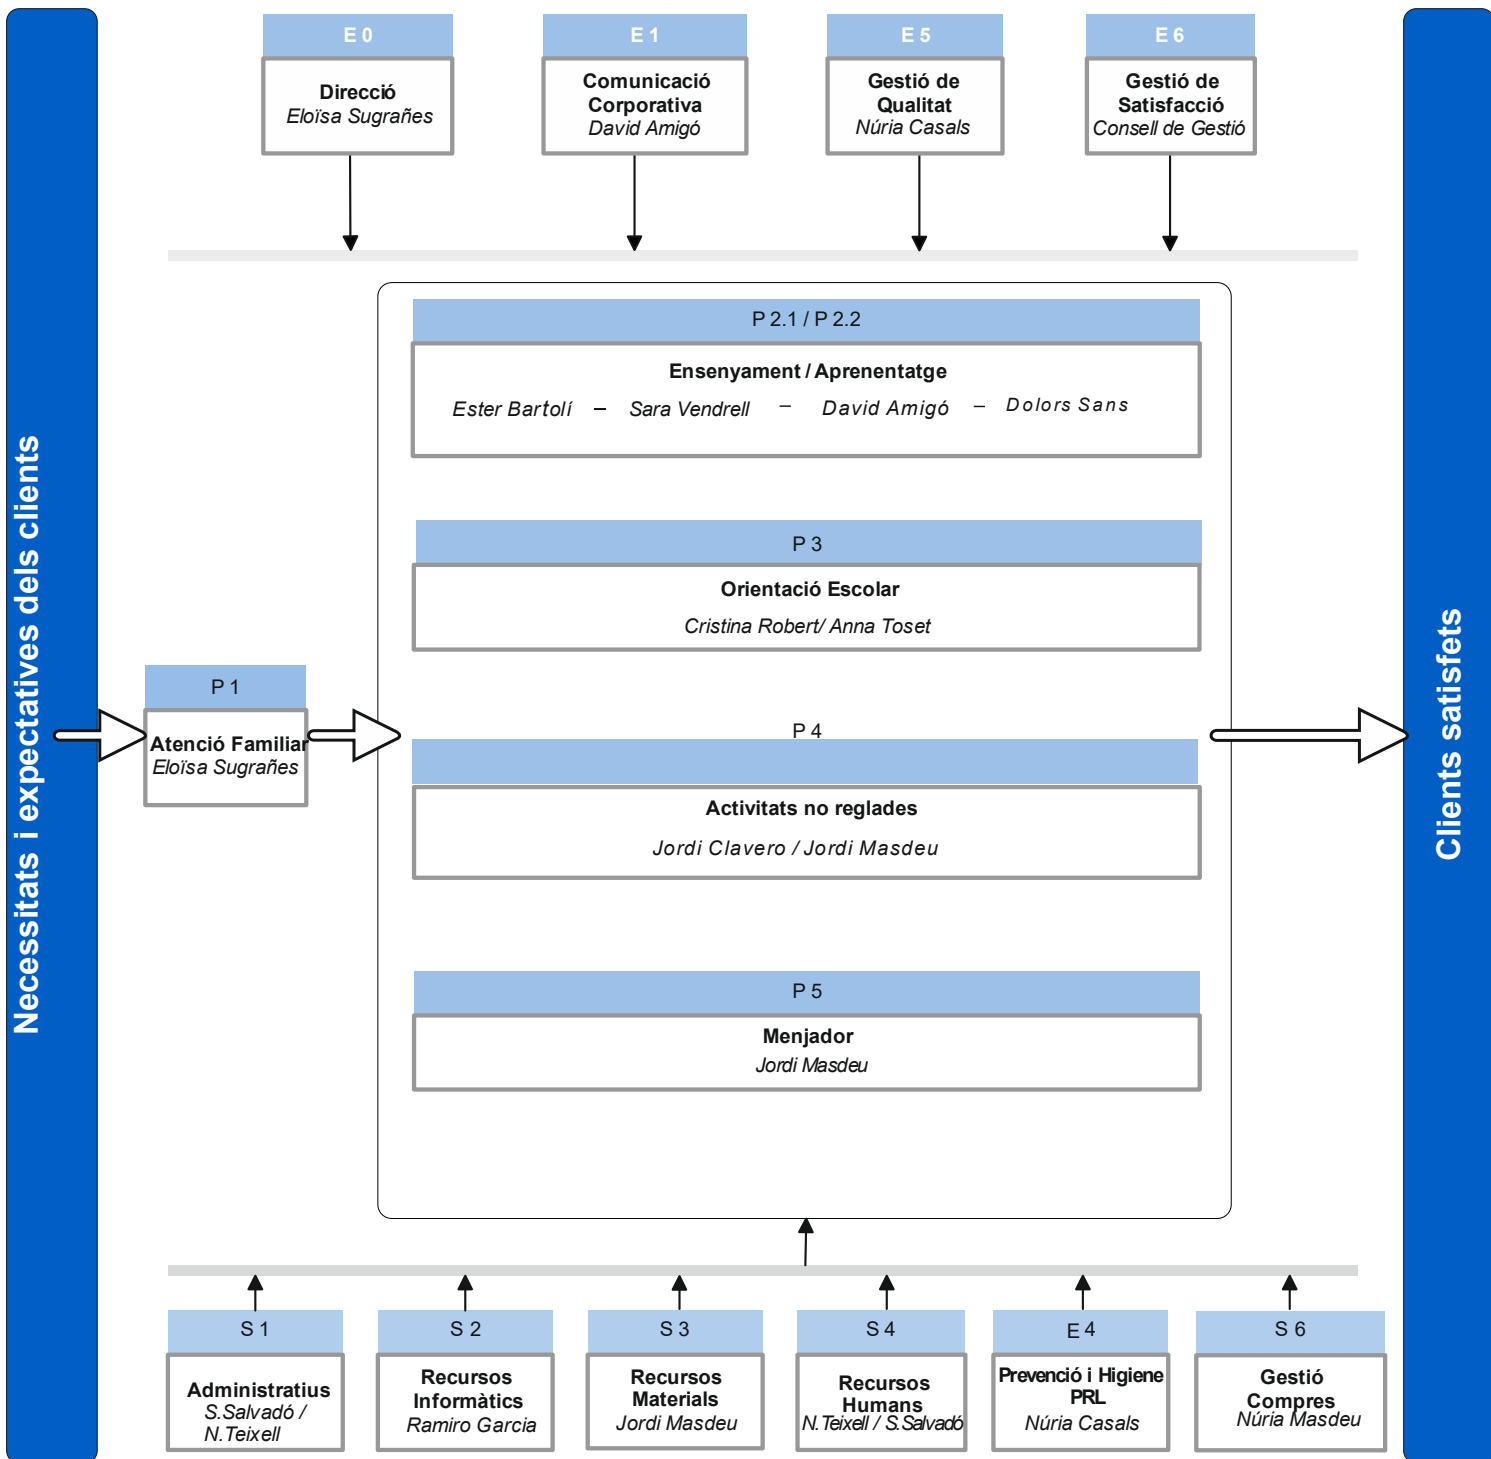 E 0
Direcció
Eloïsa Sugrañes
E 1
Comunicació
Corporativa
David Amigó
E 5
Gestió de
Qualitat
Núria Casals
E 6
Gestió de
Satisfacció
Consell de Gestió
Necessitats i expectatives dels clients
P 1
Atenció Familiar
Eloïsa Sugrañes
P 2.1 / P 2.2
Ensenyament / Aprenentatge
Ester Bartolí – Sara Vendrell – David Amigó – Dolors Sans
P 3
Orientació Escolar
Cristina Robert/ Anna Toset
P 4
Activitats no reglades
Jordi Clavero / Jordi Masdeu
P 5
Menjador
Jordi Masdeu
Clients satisfets
S 1
Administratius
S.Salvadó /
N.Teixell
S 2
Recursos
Informàtics
Ramiro Garcia
S 3
Recursos
Materials
Jordi Masdeu
S 4
Recursos
Humans
N.Teixell / S.Salvadó
E 4
Prevenció i Higiene
PRL
Núria Casals
S 6
Gestió
Compres
Núria Masdeu